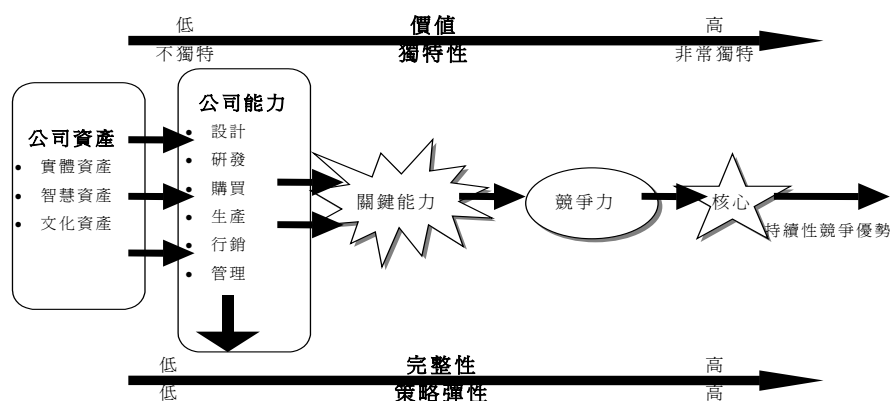 低 價值 高
不獨特 獨特性 非常獨特
公司資產
• 實體資產
• 智慧資產
• 文化資產
公司能力
• 設計
• 研發
• 購買
• 生產
• 行銷
• 管理
關鍵能力
競爭力
核心
持續性競爭優勢
低 完整性 高
低 策略彈性 高